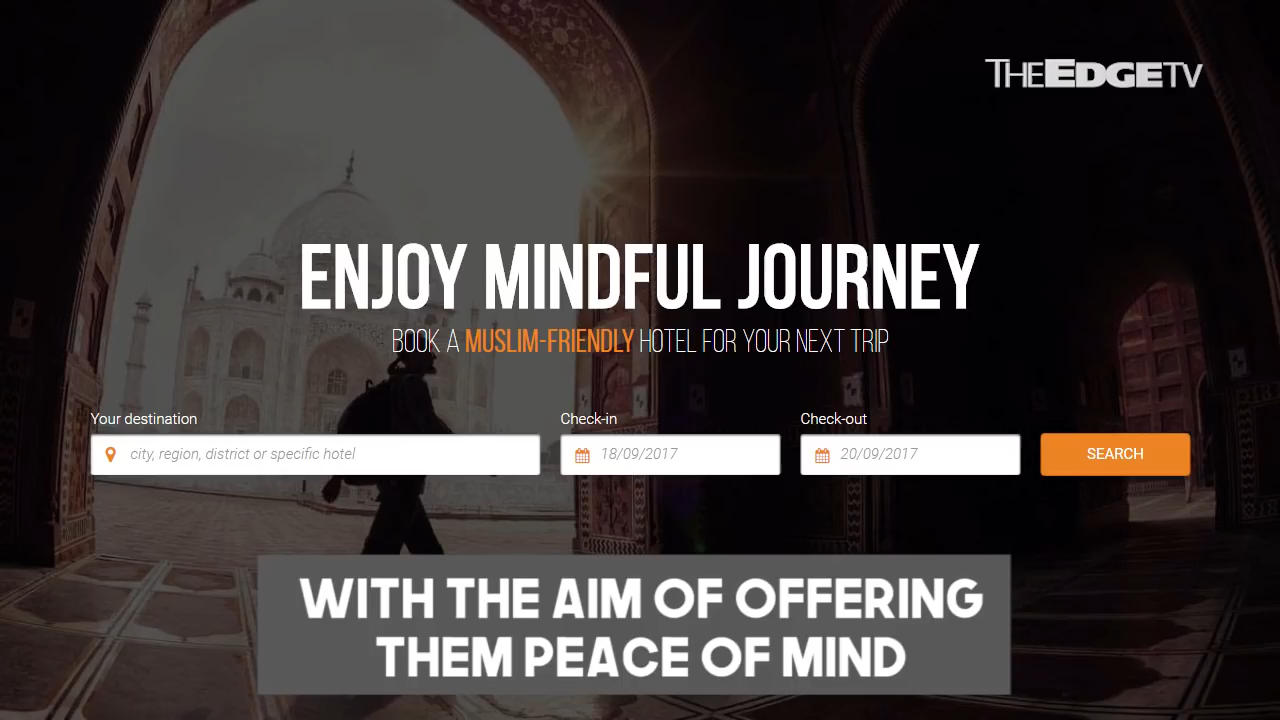 THEEDGETV
ENJOY MINDFUL JOURNEY
BOOK A MUSLIM-FRIENDLY HOTEL FOR YOUR NEXT TRIP
Your destination
Check-in
Check-out
city, region, district or specific hotel
18/09/2017
20/09/2017
SEARCH
WITH THE AIM OF OFFERING
THEM PEACE OF MIND